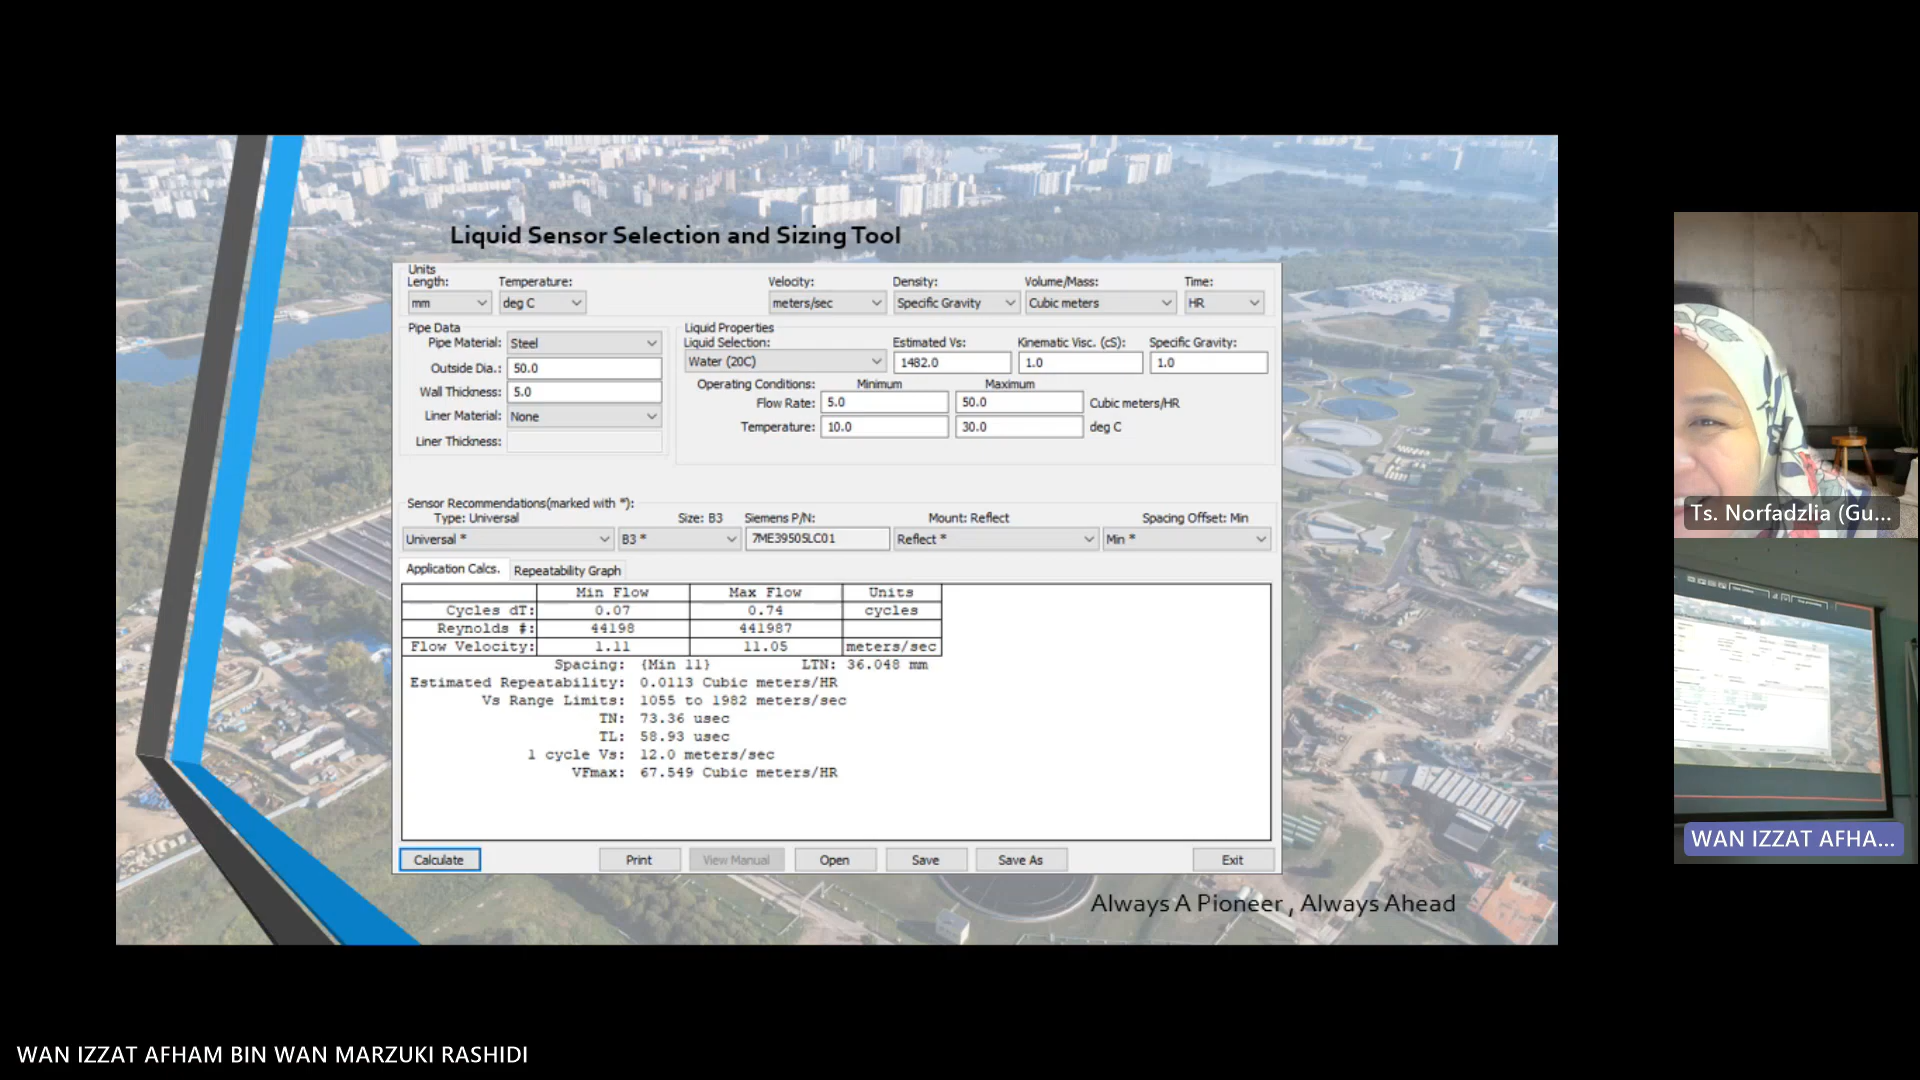 Liquid Sensor Selection and Sizing Tool
Units
Length: Temperature: Velocity: Density: Volume/Mass: Time:
mm deg C meters/sec Specific Gravity Cubic meters HR
Pipe Data Liquid Properties
Pipe Material: Steel Liquid Selection: Estimated Vs: Kinematic Visc. (cS): Specific Gravity:
Outside Dia.: 50.0 Water (20C) 1482.0 1.0 1.0
Wall Thickness: 5.0 Operating Conditions: Minimum Maximum
Liner Material: None Flow Rate: 5.0 50.0 Cubic meters/HR
Liner Thickness: Temperature: 10.0 30.0 deg C
Sensor Recommendations(marked with *):
Type: Universal Size: B3 Siemens P/N: Mount: Reflect Spacing Offset: Min
Universal * B3 * 7ME39505LC01 Reflect * Min *
Application Calcs. Repeatability Graph
Min Flow Max Flow Units
Cycles dT: 0.07 0.74 cycles
Reynolds #: 44198 441987
Flow Velocity: 1.11 11.05 meters/sec
Spacing: {Min 11} LTN: 36.048 mm
Estimated Repeatability: 0.0113 Cubic meters/HR
Vs Range Limits: 1055 to 1982 meters/sec
TN: 73.36 usec
TL: 58.93 usec
1 cycle Vs: 12.0 meters/sec
VFmax: 67.549 Cubic meters/HR
Calculate Print View Manual Open Save Save As Exit
Always A Pioneer , Always Ahead
Ts. Norfadzlia (Gu...
WAN IZZAT AFHA...
WAN IZZAT AFHAM BIN WAN MARZUKI RASHIDI